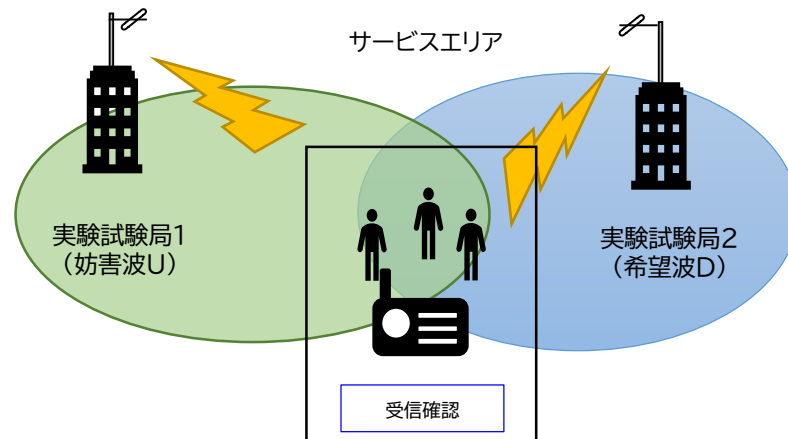 サービスエリア
実験試験局1
（妨害波U）
実験試験局2
（希望波D）
受信確認